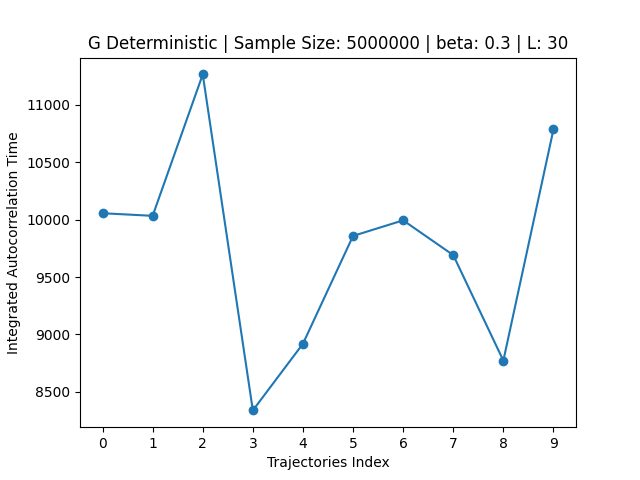 G Deterministic | Sample Size: 5000000 | beta: 0.3 | L: 30
Integrated Autocorrelation Time
11000
10500
10000
9500
9000
8500
0 1 2 3 4 5 6 7 8 9
Trajectories Index